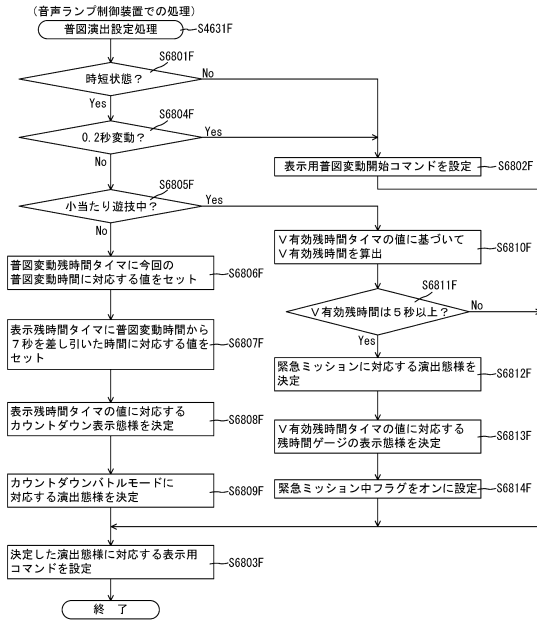 (音声ランプ制御装置での処理)
普図演出設定処理
S4631F
S6801F
時短状態?
No
Yes
S6804F
0.2秒変動?
Yes
No
表示用普図変動開始コマンドを設定
S6802F
S6805F
小当たり遊技中?
Yes
No
V有効残時間タイマの値に基づいて
V有効残時間を算出
S6810F
普図変動残時間タイマに今回の
普図変動時間に対応する値をセット
S6806F
S6811F
V有効残時間は5秒以上?
No
Yes
表示残時間タイマに普図変動時間から
7秒を差し引いた時間に対応する値を
セット
S6807F
緊急ミッションに対応する演出態様を
決定
S6812F
表示残時間タイマの値に対応する
カウントダウン表示態様を決定
S6808F
V有効残時間タイマの値に対応する
残時間ゲージの表示態様を決定
S6813F
カウントダウンバトルモードに
対応する演出態様を決定
S6809F
緊急ミッション中フラグをオンに設定
S6814F
決定した演出態様に対応する表示用
コマンドを設定
S6803F
終 了